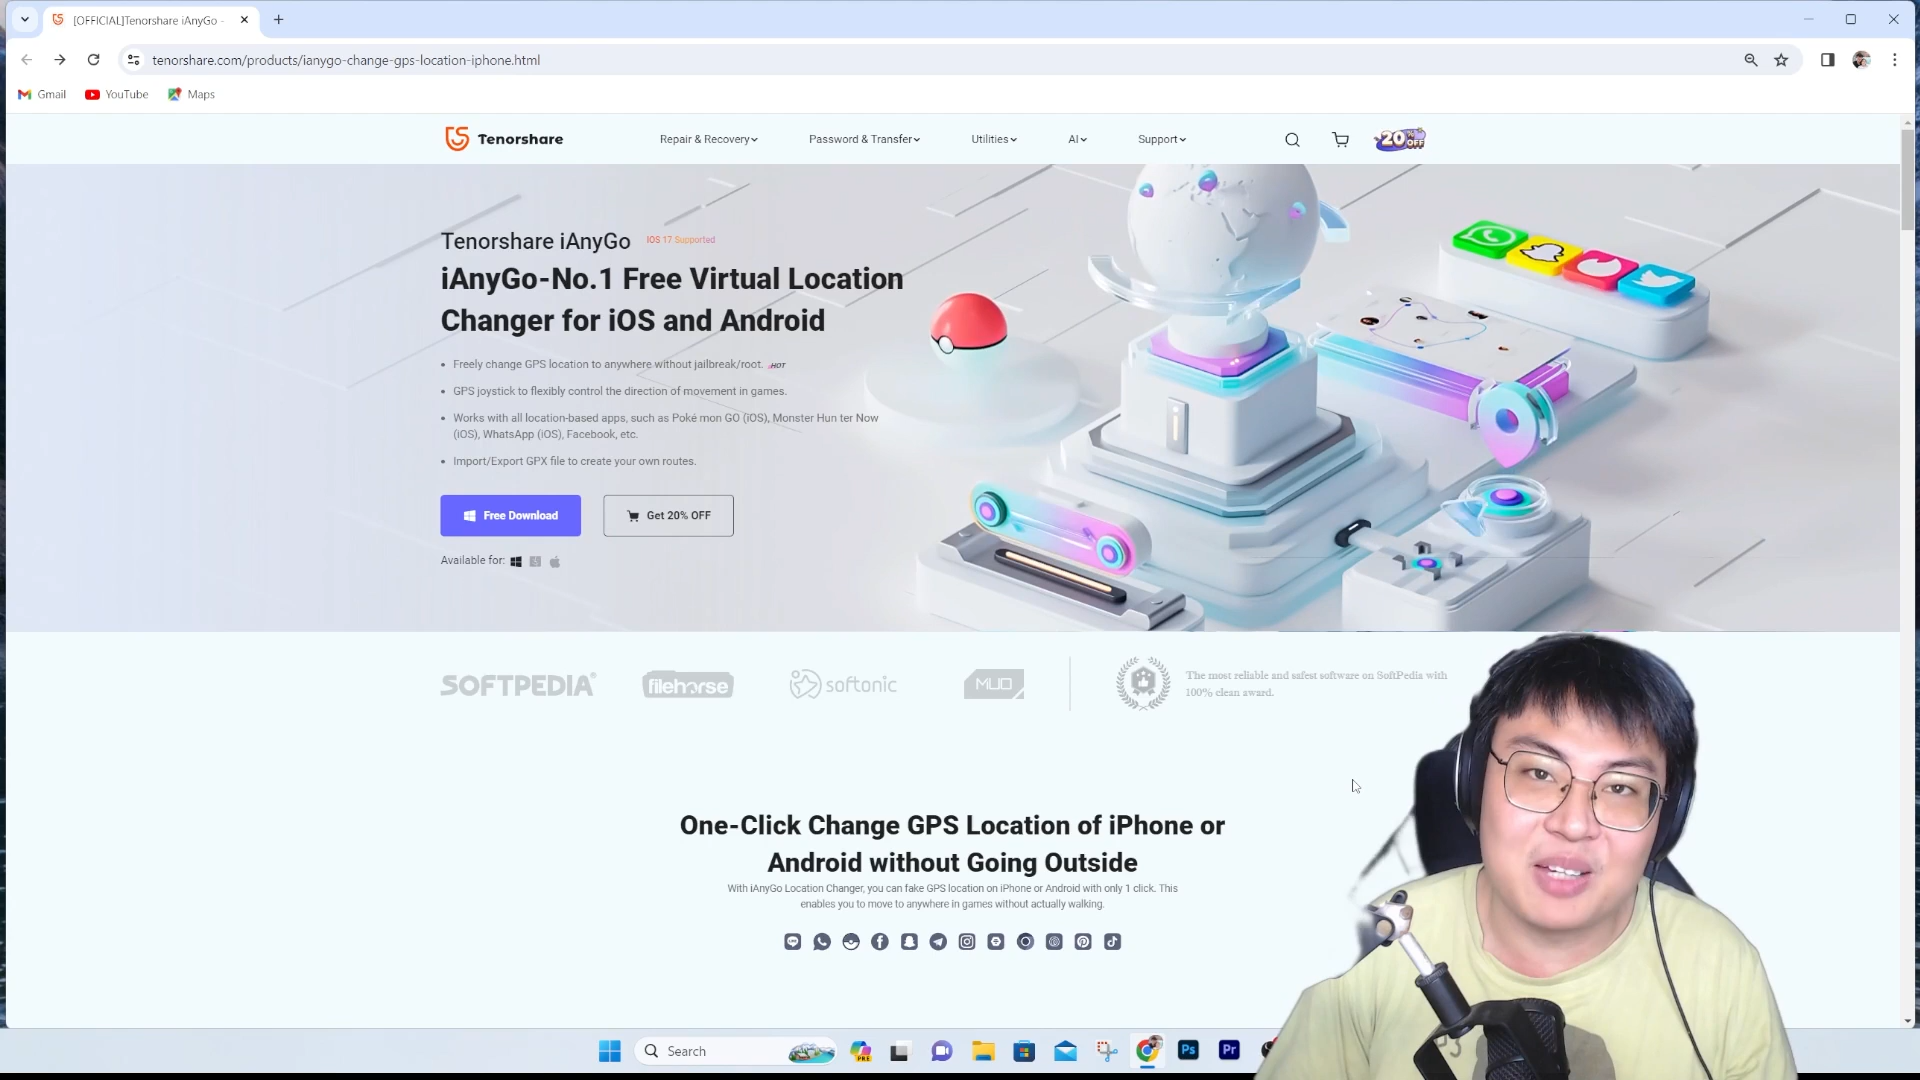 [OFFICIAL]Tenorshare iAnyGo -
tenorshare.com/products/ianygo-change-gps-location-iphone.html
Gmail
YouTube
Maps
Tenorshare
Repair & Recovery
Password & Transfer
Utilities
AI
Support
20% OFF
Tenorshare iAnyGo
IOS 17 Supported
iAnyGo-No.1 Free Virtual Location
Changer for iOS and Android
Freely change GPS location to anywhere without jailbreak/root.
HOT
GPS joystick to flexibly control the direction of movement in games.
Works with all location-based apps, such as Poké mon GO (iOS), Monster Hun ter Now
(iOS), WhatsApp (iOS), Facebook, etc.
Import/Export GPX file to create your own routes.
Free Download
Get 20% OFF
Available for:
SOFTPEDIA®
filehorse
softonic
MUO
The most reliable and safest software on SoftPedia with
100% clean award.
One-Click Change GPS Location of iPhone or
Android without Going Outside
With iAnyGo Location Changer, you can fake GPS location on iPhone or Android with only 1 click. This
enables you to move to anywhere in games without actually walking.
Search
PRE
Ps
Pr